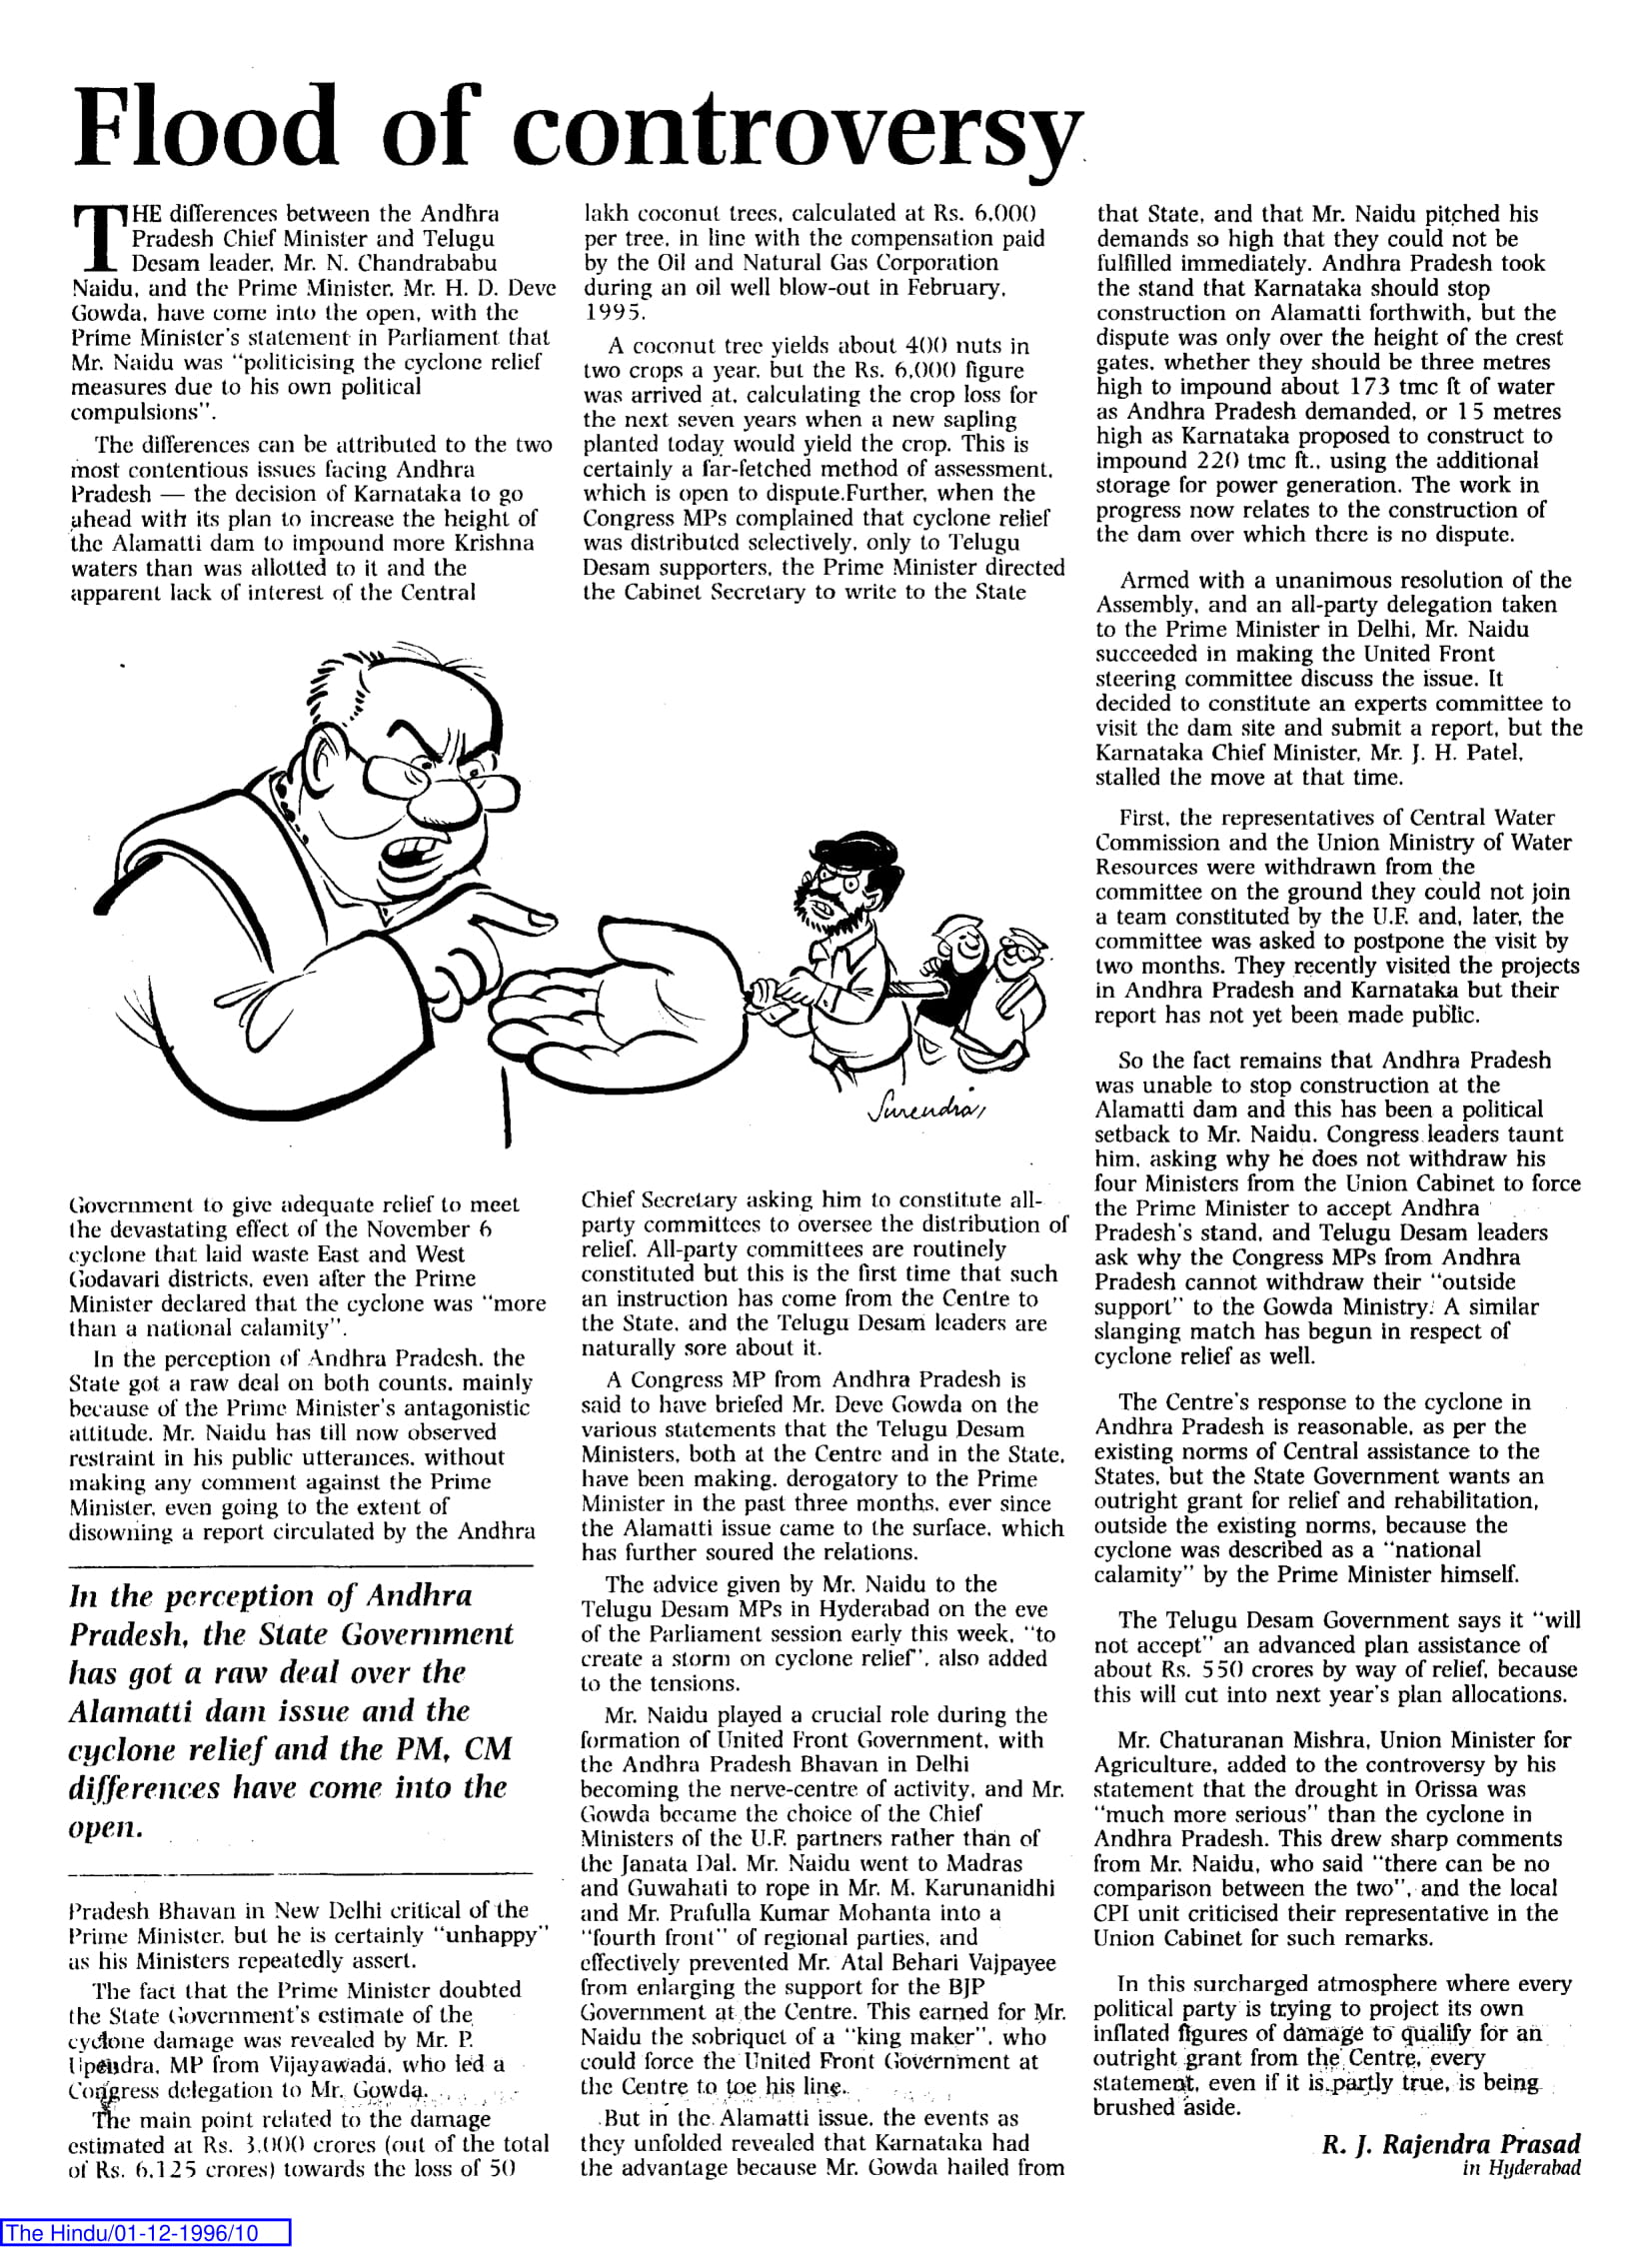 Flood of controversy
THE differences between the Andhra
Pradesh Chief Minister and Telugu
Desam leader, Mr. N. Chandrababu
Naidu, and the Prime Minister, Mr. H. D. Deve
Gowda, have come into the open, with the
Prime Minister's statement in Parliament that
Mr. Naidu was "politicising the cyclone relief
measures due to his own political
compulsions".
The differences can be attributed to the two
most contentious issues facing Andhra
Pradesh — the decision of Karnataka to go
ahead with its plan to increase the height of
the Alamatti dam to impound more Krishna
waters than was allotted to it and the
apparent lack of interest of the Central
Government to give adequate relief to meet
the devastating effect of the November 6
cyclone that laid waste East and West
Godavari districts, even after the Prime
Minister declared that the cyclone was "more
than a national calamity".
In the perception of Andhra Pradesh, the
State got a raw deal on both counts, mainly
because of the Prime Minister's antagonistic
attitude. Mr. Naidu has till now observed
restraint in his public utterances, without
making any comment against the Prime
Minister, even going to the extent of
disowning a report circulated by the Andhra
In the perception of Andhra
Pradesh, the State Government
has got a raw deal over the
Alamatti dam issue and the
cyclone relief and the PM, CM
differences have come into the
open.
Pradesh Bhavan in New Delhi critical of the
Prime Minister, but he is certainly "unhappy"
as his Ministers repeatedly assert.
The fact that the Prime Minister doubted
the State Government's estimate of the
cyclone damage was revealed by Mr. P.
Upendra, MP from Vijayawada, who led a
Congress delegation to Mr. Gowda.
The main point related to the damage
estimated at Rs. 3,000 crores (out of the total
of Rs. 6,125 crores) towards the loss of 50
lakh coconut trees, calculated at Rs. 6,000
per tree, in line with the compensation paid
by the Oil and Natural Gas Corporation
during an oil well blow-out in February,
1995.
A coconut tree yields about 400 nuts in
two crops a year, but the Rs. 6,000 figure
was arrived at, calculating the crop loss for
the next seven years when a new sapling
planted today would yield the crop. This is
certainly a far-fetched method of assessment,
which is open to dispute.Further, when the
Congress MPs complained that cyclone relief
was distributed selectively, only to Telugu
Desam supporters, the Prime Minister directed
the Cabinet Secretary to write to the State
Surendra
Chief Secretary asking him to constitute all-
party committees to oversee the distribution of
relief. All-party committees are routinely
constituted but this is the first time that such
an instruction has come from the Centre to
the State, and the Telugu Desam leaders are
naturally sore about it.
A Congress MP from Andhra Pradesh is
said to have briefed Mr. Deve Gowda on the
various statements that the Telugu Desam
Ministers, both at the Centre and in the State,
have been making, derogatory to the Prime
Minister in the past three months, ever since
the Alamatti issue came to the surface, which
has further soured the relations.
The advice given by Mr. Naidu to the
Telugu Desam MPs in Hyderabad on the eve
of the Parliament session early this week, "to
create a storm on cyclone relief", also added
to the tensions.
Mr. Naidu played a crucial role during the
formation of United Front Government, with
the Andhra Pradesh Bhavan in Delhi
becoming the nerve-centre of activity, and Mr.
Gowda became the choice of the Chief
Ministers of the U.F. partners rather than of
the Janata Dal. Mr. Naidu went to Madras
and Guwahati to rope in Mr. M. Karunanidhi
and Mr. Prafulla Kumar Mohanta into a
"fourth front" of regional parties, and
effectively prevented Mr. Atal Behari Vajpayee
from enlarging the support for the BJP
Government at the Centre. This earned for Mr.
Naidu the sobriquet of a "king maker", who
could force the United Front Government at
the Centre to toe his line.
But in the Alamatti issue, the events as
they unfolded revealed that Karnataka had
the advantage because Mr. Gowda hailed from
that State, and that Mr. Naidu pitched his
demands so high that they could not be
fulfilled immediately. Andhra Pradesh took
the stand that Karnataka should stop
construction on Alamatti forthwith, but the
dispute was only over the height of the crest
gates, whether they should be three metres
high to impound about 173 tmc ft of water
as Andhra Pradesh demanded, or 15 metres
high as Karnataka proposed to construct to
impound 220 tmc ft., using the additional
storage for power generation. The work in
progress now relates to the construction of
the dam over which there is no dispute.
Armed with a unanimous resolution of the
Assembly, and an all-party delegation taken
to the Prime Minister in Delhi, Mr. Naidu
succeeded in making the United Front
steering committee discuss the issue. It
decided to constitute an experts committee to
visit the dam site and submit a report, but the
Karnataka Chief Minister, Mr. J. H. Patel,
stalled the move at that time.
First, the representatives of Central Water
Commission and the Union Ministry of Water
Resources were withdrawn from the
committee on the ground they could not join
a team constituted by the U.F. and, later, the
committee was asked to postpone the visit by
two months. They recently visited the projects
in Andhra Pradesh and Karnataka but their
report has not yet been made public.
So the fact remains that Andhra Pradesh
was unable to stop construction at the
Alamatti dam and this has been a political
setback to Mr. Naidu. Congress leaders taunt
him, asking why he does not withdraw his
four Ministers from the Union Cabinet to force
the Prime Minister to accept Andhra
Pradesh's stand, and Telugu Desam leaders
ask why the Congress MPs from Andhra
Pradesh cannot withdraw their "outside
support" to the Gowda Ministry. A similar
slanging match has begun in respect of
cyclone relief as well.
The Centre's response to the cyclone in
Andhra Pradesh is reasonable, as per the
existing norms of Central assistance to the
States, but the State Government wants an
outright grant for relief and rehabilitation,
outside the existing norms, because the
cyclone was described as a "national
calamity" by the Prime Minister himself.
The Telugu Desam Government says it "will
not accept" an advanced plan assistance of
about Rs. 550 crores by way of relief, because
this will cut into next year's plan allocations.
Mr. Chaturanan Mishra, Union Minister for
Agriculture, added to the controversy by his
statement that the drought in Orissa was
"much more serious" than the cyclone in
Andhra Pradesh. This drew sharp comments
from Mr. Naidu, who said "there can be no
comparison between the two", and the local
CPI unit criticised their representative in the
Union Cabinet for such remarks.
In this surcharged atmosphere where every
political party is trying to project its own
inflated figures of damage to qualify for an
outright grant from the Centre, every
statement, even if it is partly true, is being
brushed aside.
R. J. Rajendra Prasad
in Hyderabad
The Hindu/01-12-1996/10